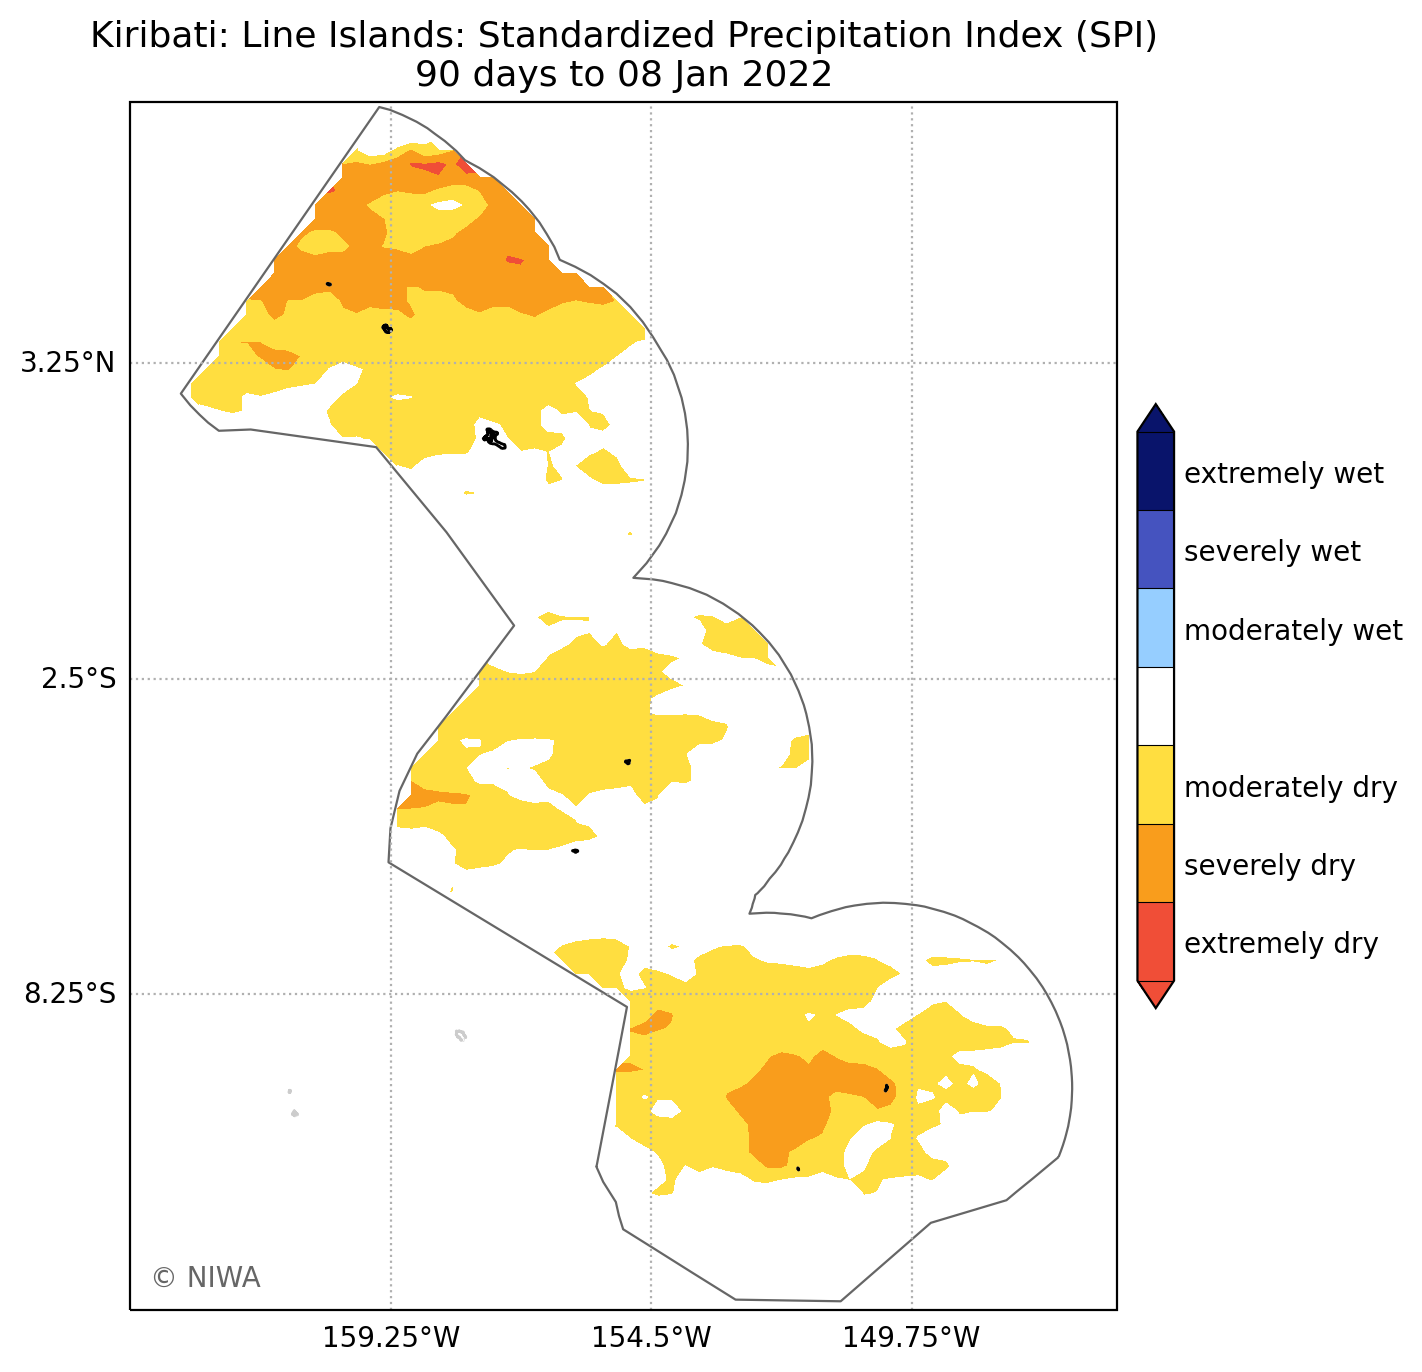 Kiribati: Line Islands: Standardized Precipitation Index (SPI)
90 days to 08 Jan 2022
3.25°N
2.5°S
8.25°S
159.25°W
154.5°W
149.75°W
extremely wet
severely wet
moderately wet
moderately dry
severely dry
extremely dry
© NIWA